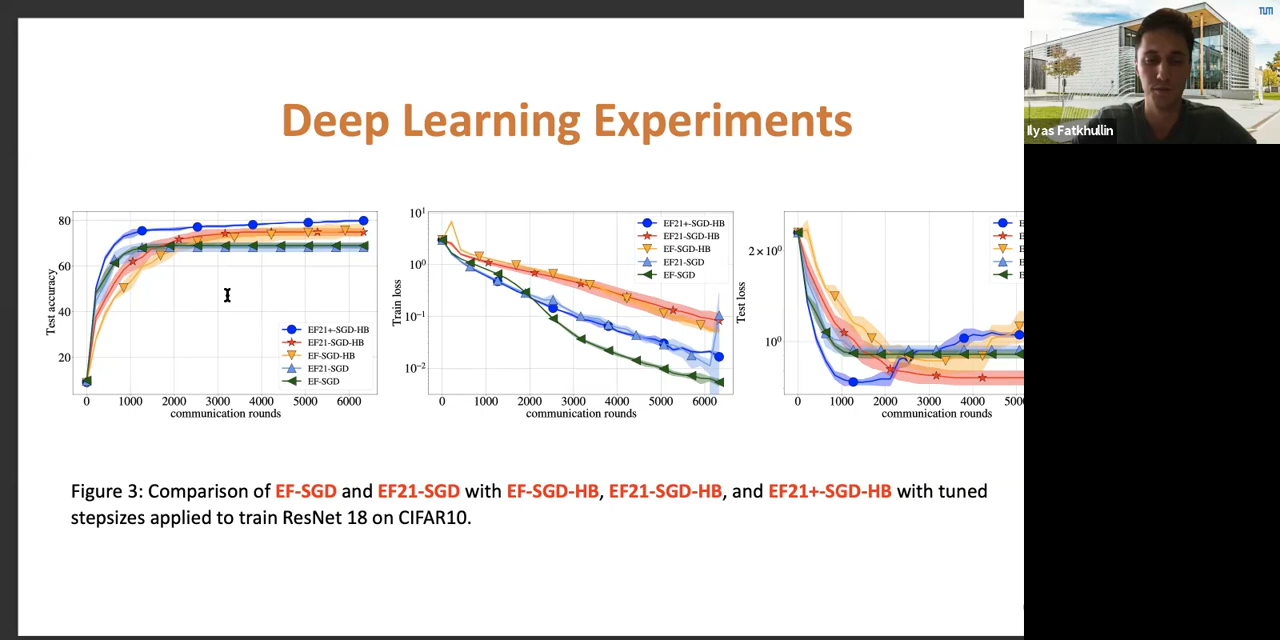 TUM
Ilyas Fatkhullin
Deep Learning Experiments
80
60
40
20
Test accuracy
0
1000
2000
3000
4000
5000
6000
communication rounds
EF21+-SGD-HB
EF21-SGD-HB
EF-SGD-HB
EF21-SGD
EF-SGD
10¹
10⁰
10⁻¹
10⁻²
Train loss
0
1000
2000
3000
4000
5000
6000
communication rounds
EF21+-SGD-HB
EF21-SGD-HB
EF-SGD-HB
EF21-SGD
EF-SGD
2 × 10⁰
10⁰
Test loss
0
1000
2000
3000
4000
communication rounds
Figure 3: Comparison of EF-SGD and EF21-SGD with EF-SGD-HB, EF21-SGD-HB, and EF21+-SGD-HB with tuned
stepsizes applied to train ResNet 18 on CIFAR10.